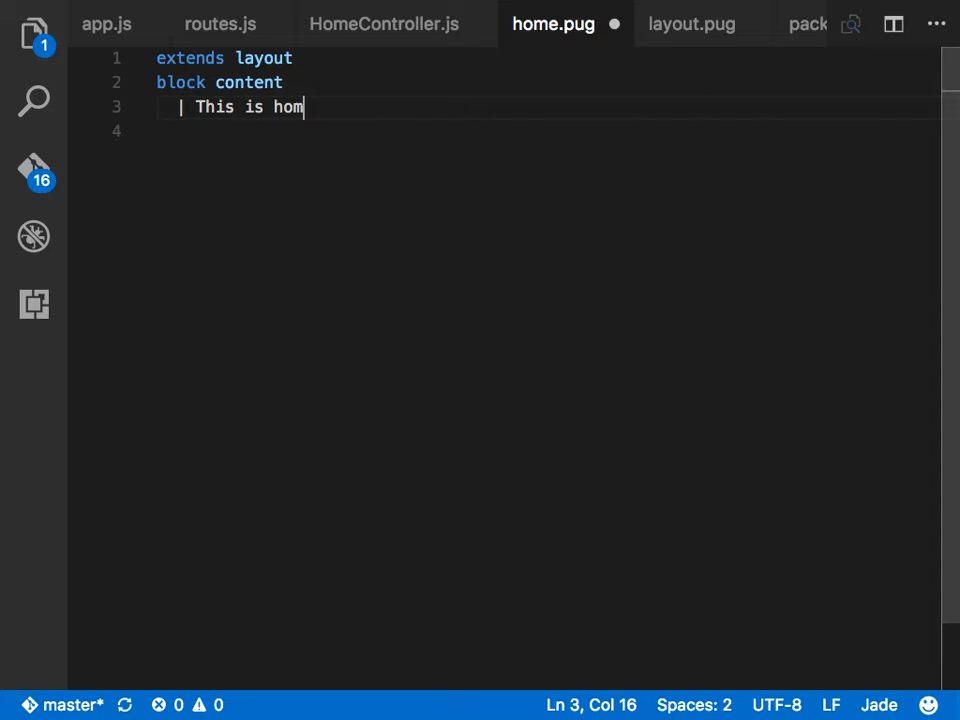 1
app.js routes.js HomeController.js home.pug layout.pug pack
1 extends layout
2 block content
3 | This is hom
4
16
master* 0 0 Ln 3, Col 16 Spaces: 2 UTF-8 LF Jade